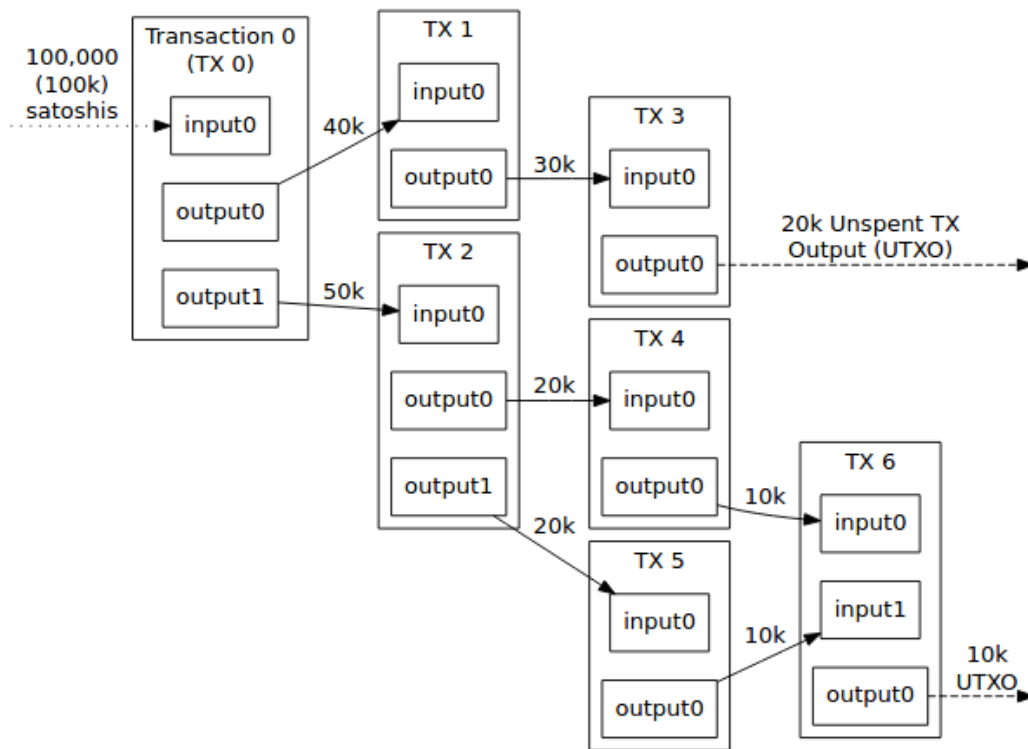 100,000
(100k)
satoshis
Transaction 0
(TX 0)
input0
output0
output1
40k
50k
TX 1
input0
output0
30k
TX 2
input0
output0
output1
20k
20k
TX 3
input0
output0
20k Unspent TX
Output (UTXO)
TX 4
input0
output0
10k
TX 5
input0
output0
10k
TX 6
input0
input1
output0
10k
UTXO